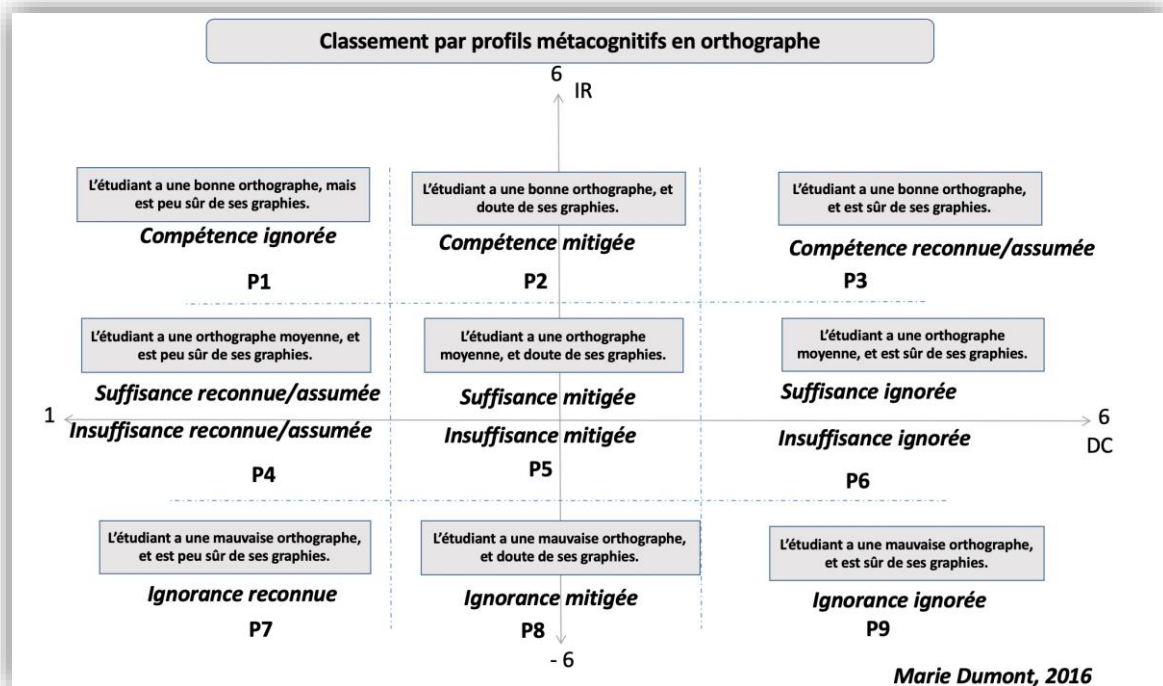 Classement par profils métacognitifs en orthographe
6
IR
L'étudiant a une bonne orthographe, mais
est peu sûr de ses graphies.
Compétence ignorée
P1
L'étudiant a une bonne orthographe, et
doute de ses graphies.
Compétence mitigée
P2
L'étudiant a une bonne orthographe,
et est sûr de ses graphies.
Compétence reconnue/assumée
P3
L'étudiant a une orthographe moyenne, et
est peu sûr de ses graphies.
Suffisance reconnue/assumée
L'étudiant a une orthographe
moyenne, et doute de ses graphies.
Suffisance mitigée
L'étudiant a une orthographe
moyenne, et est sûr de ses graphies.
Suffisance ignorée
1
6
DC
Insuffisance reconnue/assumée
P4
Insuffisance mitigée
P5
Insuffisance ignorée
P6
L'étudiant a une mauvaise orthographe,
et est peu sûr de ses graphies.
Ignorance reconnue
P7
L'étudiant a une mauvaise orthographe,
et doute de ses graphies.
Ignorance mitigée
P8
L'étudiant a une mauvaise orthographe,
et est sûr de ses graphies.
Ignorance ignorée
P9
- 6
Marie Dumont, 2016